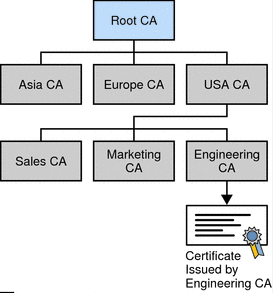 Root CA
Asia CA
Europe CA
USA CA
Sales CA
Marketing
CA
Engineering
CA
Certificate
Issued by
Engineering CA